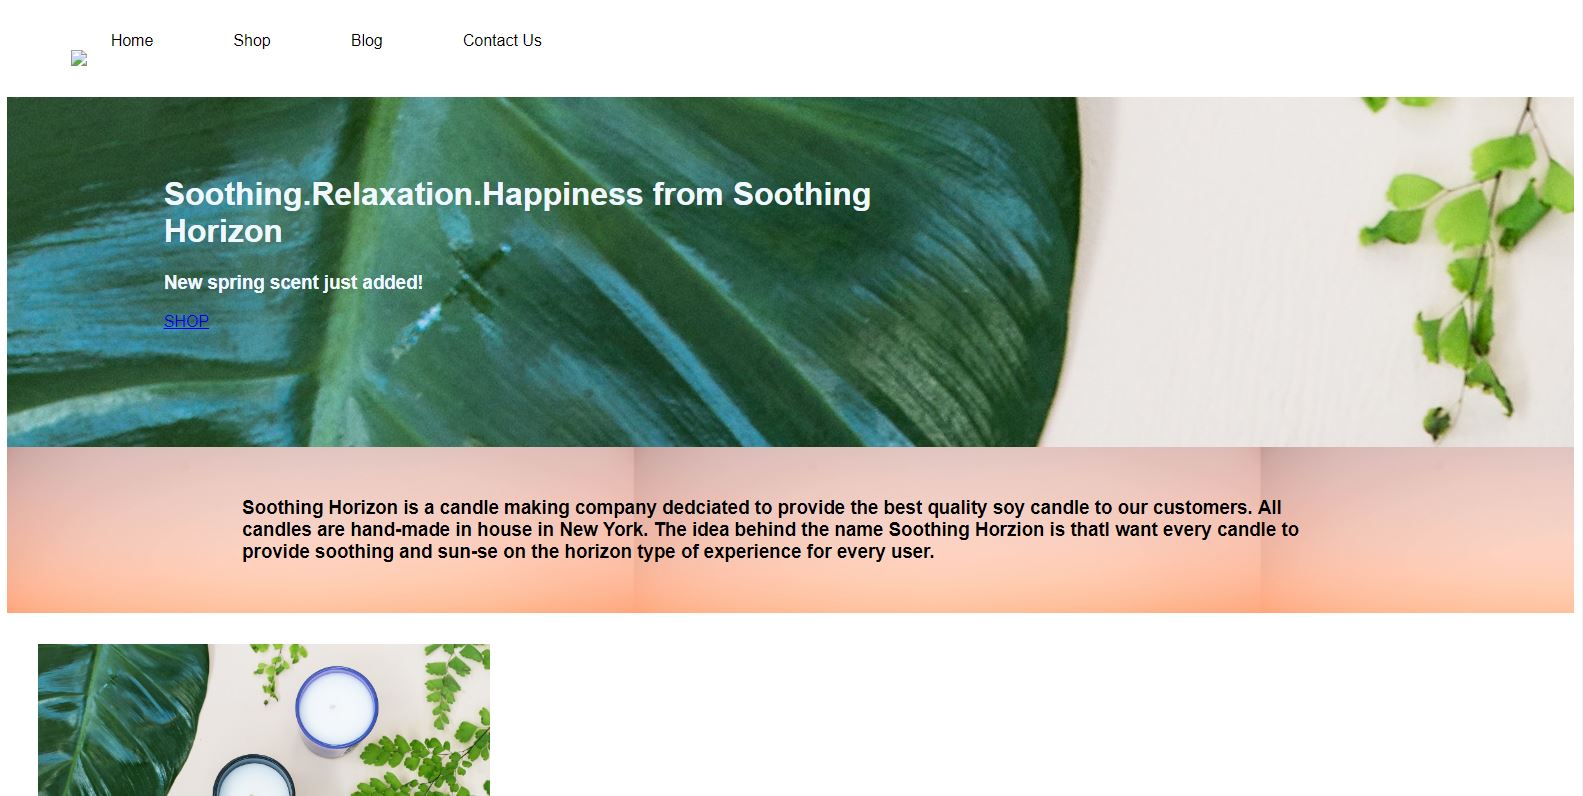 Home Shop Blog Contact Us
Soothing.Relaxation.Happiness from Soothing
Horizon
New spring scent just added!
SHOP
Soothing Horizon is a candle making company dedciated to provide the best quality soy candle to our customers. All
candles are hand-made in house in New York. The idea behind the name Soothing Horzion is thatI want every candle to
provide soothing and sun-se on the horizon type of experience for every user.